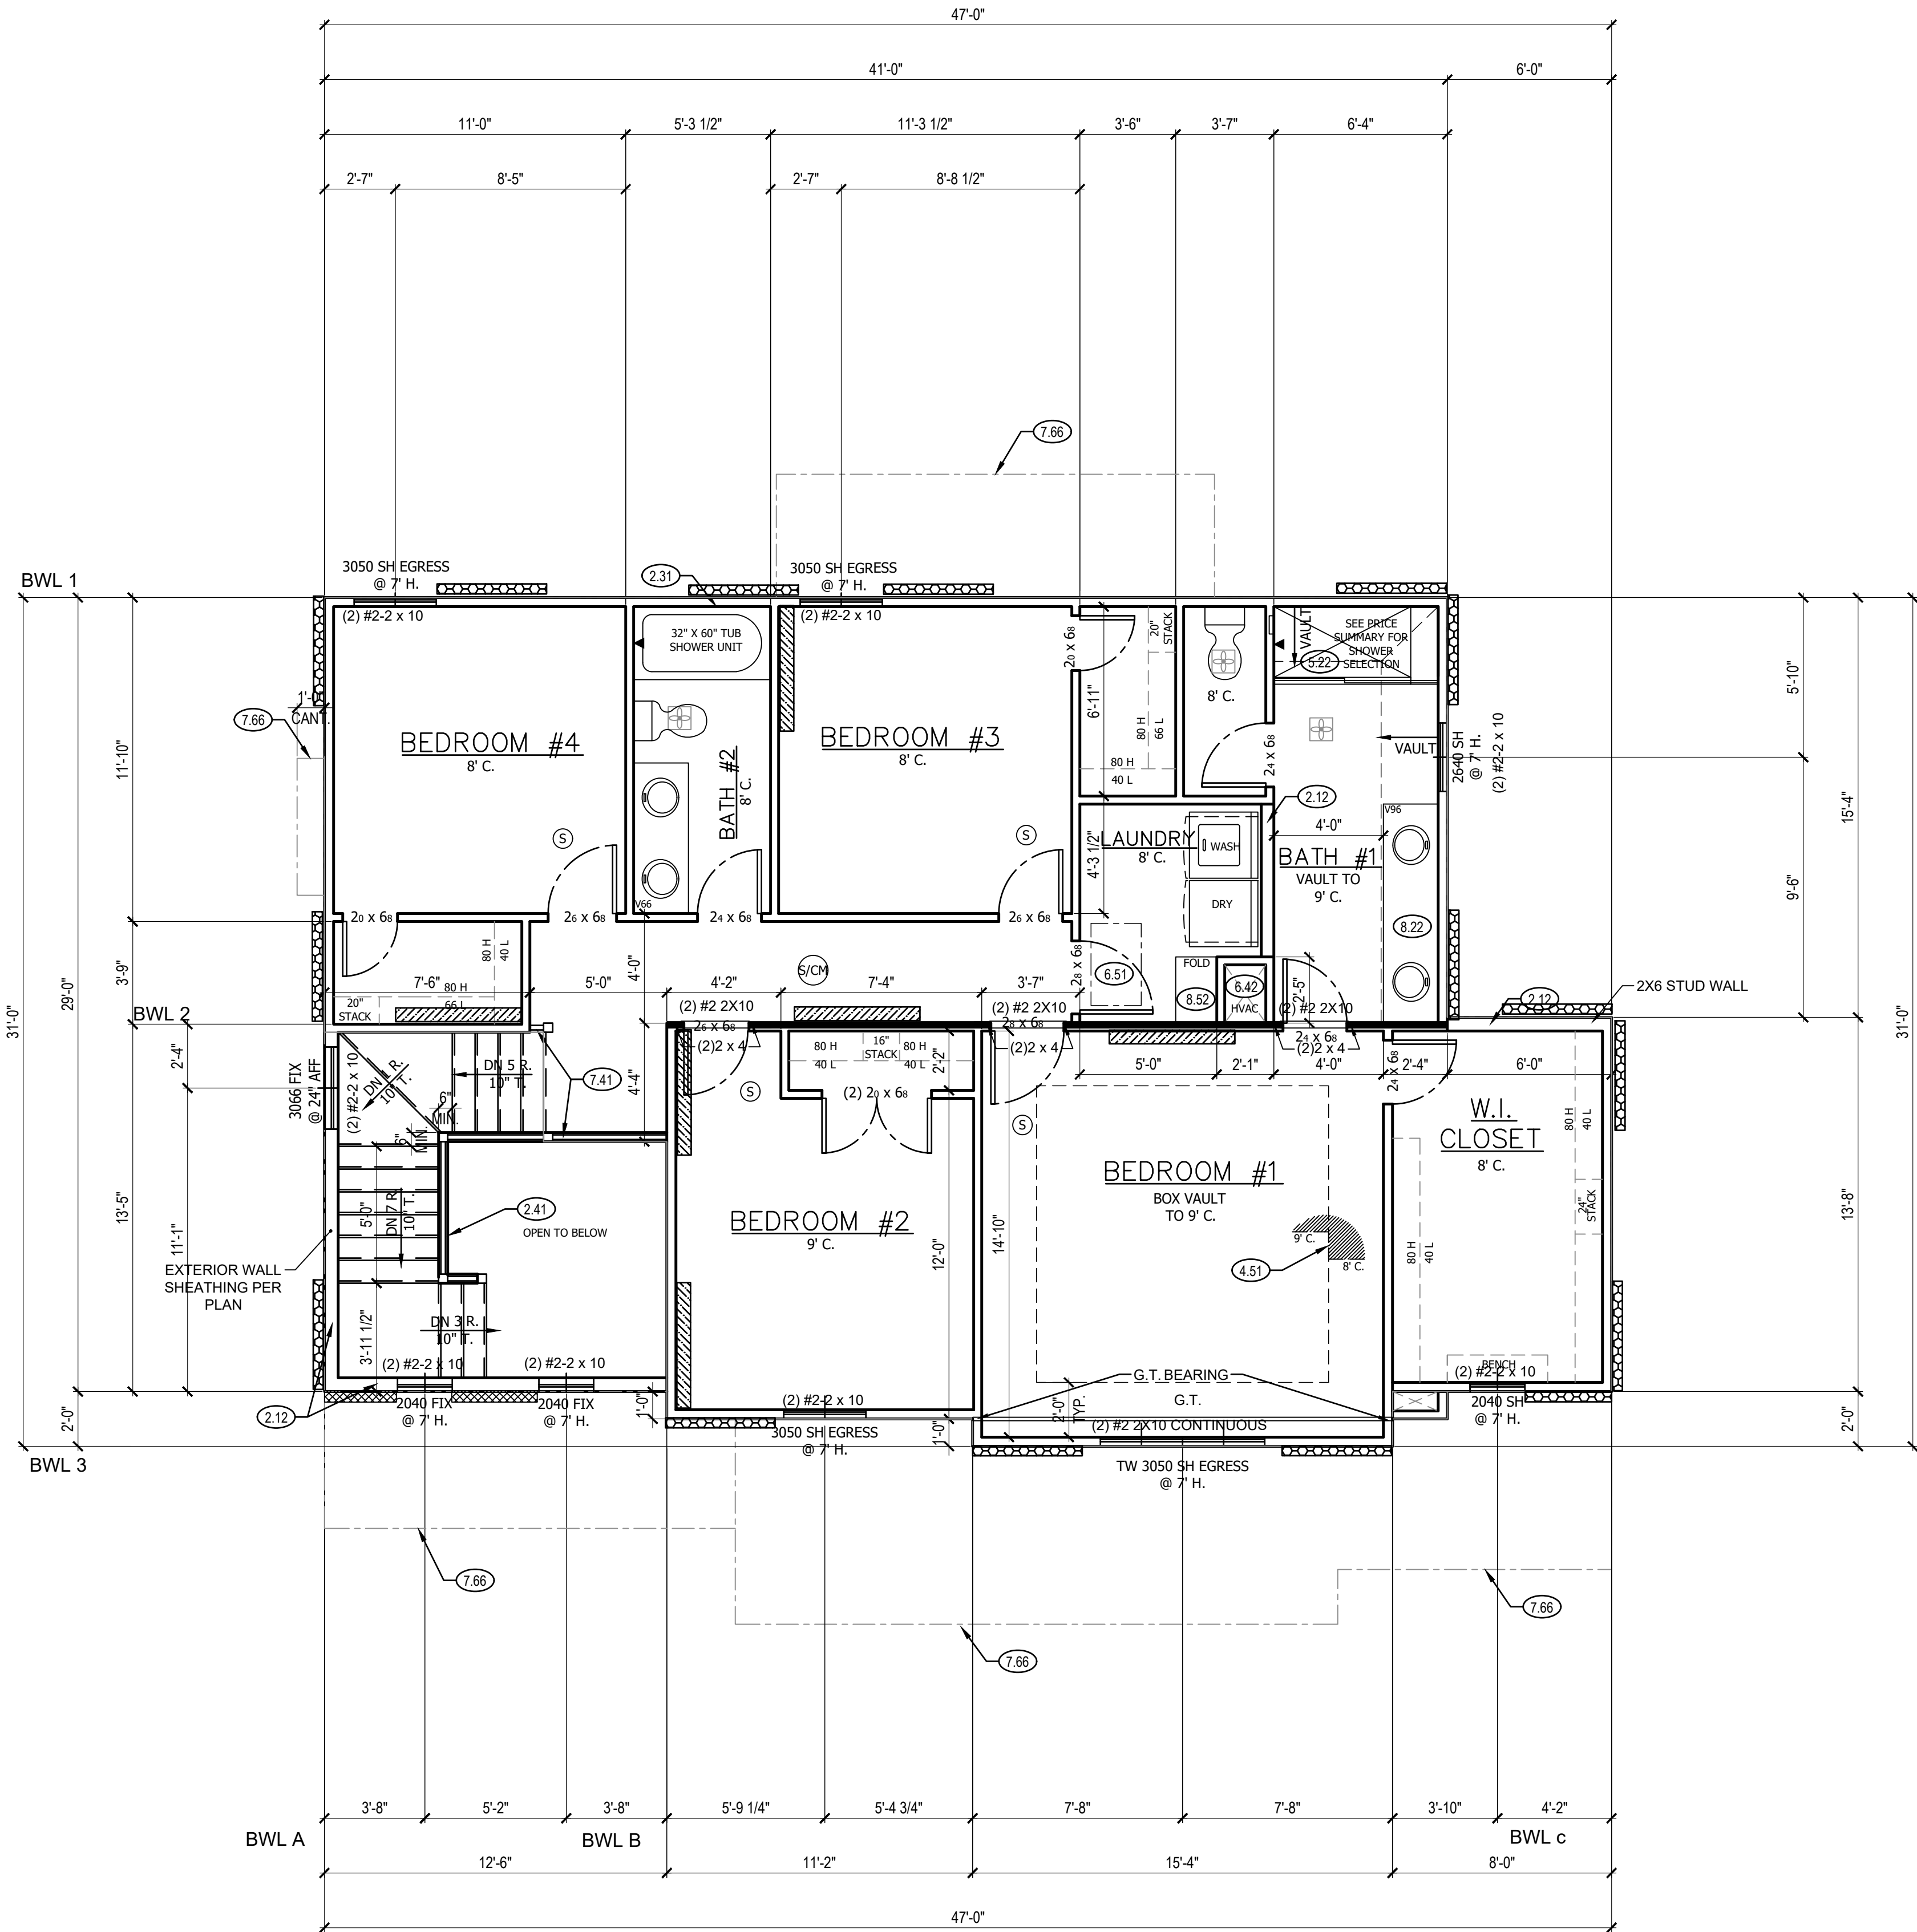 47'-0"
41'-0"
6'-0"
11'-0"
5'-3 1/2"
11'-3 1/2"
3'-6"
3'-7"
6'-4"
2'-7"
8'-5"
2'-7"
8'-8 1/2"
7.66
BWL 1
3050 SH EGRESS
@ 7' H.
2.31
3050 SH EGRESS
@ 7' H.
(2) #2-2 x 10
32" X 60" TUB
SHOWER UNIT
(2) #2-2 x 10
20 x 68
20"
STACK
VAULT
SEE PRICE
SUMMARY FOR
SHOWER
SELECTION
5.22
1'-0"
CANT.
7.66
6'-11"
80 H
66 L
8' C.
5'-10"
BEDROOM #4
8' C.
BATH #2
8' C.
BEDROOM #3
8' C.
80 H
40 L
24 x 68
VAULT
2640 SH
@ 7' H.
(2) #2-2 x 10
11'-10"
2.12
V96
15'-4"
S
S
4'-0"
LAUNDRY
8' C.
WASH
4'-3 1/2"
BATH #1
VAULT TO
9' C.
9'-6"
DRY
V66
20 x 68
26 x 68
24 x 68
26 x 68
8.22
80 H
40 L
28 x 68
31'-0"
29'-0"
3'-9"
4'-0"
S/CM
6.51
FOLD
6.42
HVAC
8.52
2'-5"
7'-6"
5'-0"
4'-2"
7'-4"
3'-7"
80 H
66 L
20"
STACK
BWL 2
2.12
2X6 STUD WALL
31'-0"
(2) #2 2X10
26 x 68
(2)2 x 4
(2) #2 2X10
28 x 68
(2)2 x 4
(2) #2 2X10
24 x 68
(2)2 x 4
2'-4"
3066 FIX
@ 24" AFF
(2) #2-2 x 10
DN 1 R.
10" T.
DN 5 R.
10" T.
6"
MIN.
6"
MIN.
7.41
4'-4"
80 H
40 L
16"
STACK
80 H
40 L
2'-2"
(2) 20 x 68
S
S
5'-0"
2'-1"
4'-0"
2'-4"
6'-0"
24 x 68
W.I.
CLOSET
8' C.
80 H
40 L
BEDROOM #1
BOX VAULT
TO 9' C.
24"
STACK
13'-5"
11'-1"
5'-0"
DN 7 R.
10" T.
2.41
OPEN TO BELOW
BEDROOM #2
9' C.
12'-0"
14'-10"
9' C.
8' C.
4.51
80 H
40 L
13'-8"
EXTERIOR WALL
SHEATHING PER
PLAN
DN 3 R.
10" T.
3'-11 1/2"
(2) #2-2 x 10
(2) #2-2 x 10
G.T. BEARING
G.T.
BENCH
(2) #2-2 x 10
2'-0"
TYP.
2.12
2040 FIX
@ 7' H.
2040 FIX
@ 7' H.
1'-0"
(2) #2-2 x 10
3050 SH EGRESS
@ 7' H.
1'-0"
(2) #2 2X10 CONTINUOUS
2040 SH
@ 7' H.
2'-0"
2'-0"
BWL 3
TW 3050 SH EGRESS
@ 7' H.
7.66
7.66
7.66
3'-8"
5'-2"
3'-8"
5'-9 1/4"
5'-4 3/4"
7'-8"
7'-8"
3'-10"
4'-2"
BWL A
BWL B
BWL c
12'-6"
11'-2"
15'-4"
8'-0"
47'-0"